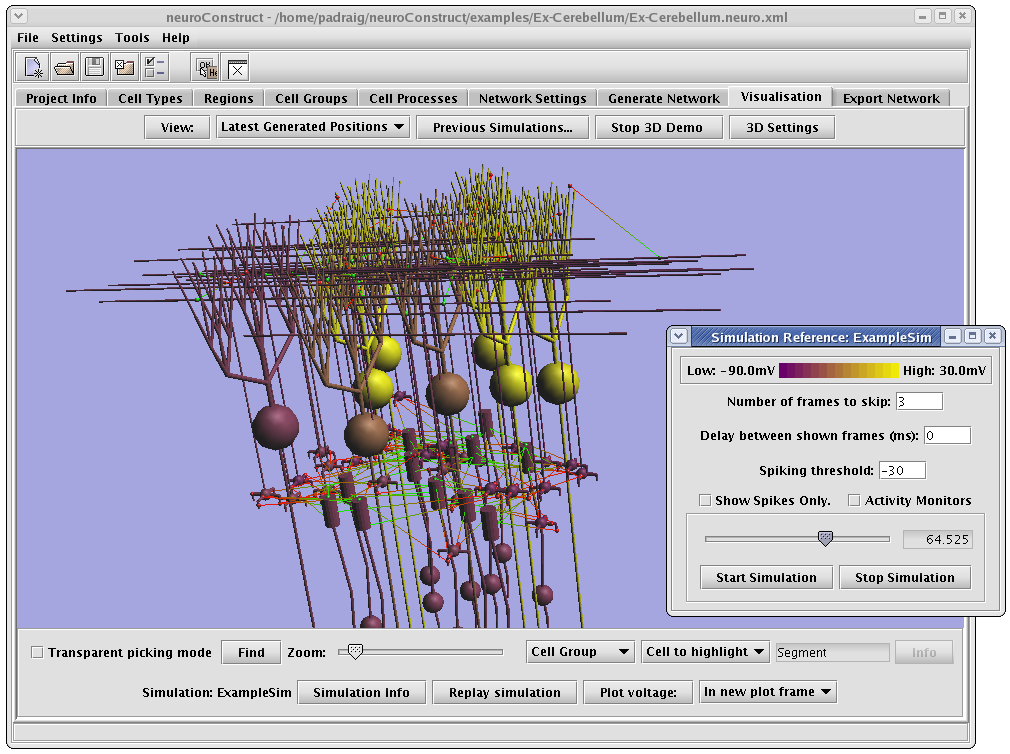 neuroConstruct - /home/padraig/neuroConstruct/examples/Ex-Cerebellum/Ex-Cerebellum.neuro.xml
File Settings Tools Help
Project Info Cell Types Regions Cell Groups Cell Processes Network Settings Generate Network Visualisation Export Network
View: Latest Generated Positions Previous Simulations... Stop 3D Demo 3D Settings
Simulation Reference: ExampleSim
Low: -90.0mV High: 30.0mV
Number of frames to skip: 3
Delay between shown frames (ms): 0
Spiking threshold: -30
Show Spikes Only. Activity Monitors
64.525
Start Simulation Stop Simulation
Transparent picking mode Find Zoom: Cell Group Cell to highlight Segment Info
Simulation: ExampleSim Simulation Info Replay simulation Plot voltage: In new plot frame